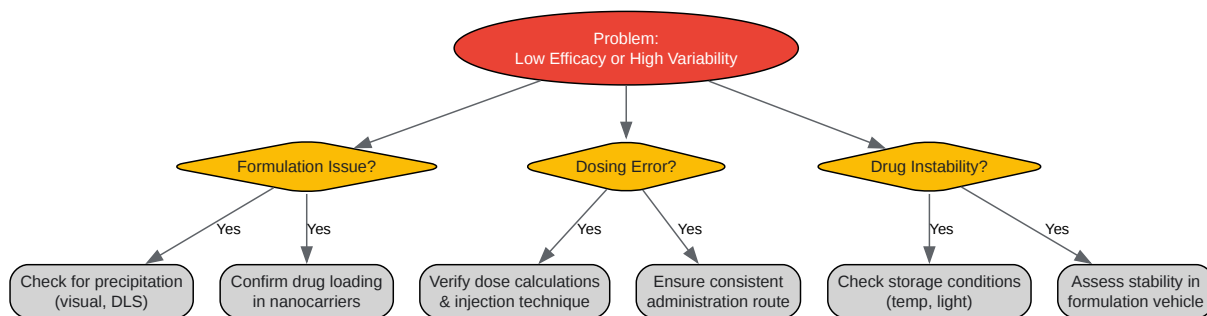 Problem:
Low Efficacy or High Variability
Formulation Issue?
Dosing Error?
Drug Instability?
Yes
Yes
Yes
Yes
Yes
Yes
Check for precipitation
(visual, DLS)
Confirm drug loading
in nanocarriers
Verify dose calculations
& injection technique
Ensure consistent
administration route
Check storage conditions
(temp, light)
Assess stability in
formulation vehicle